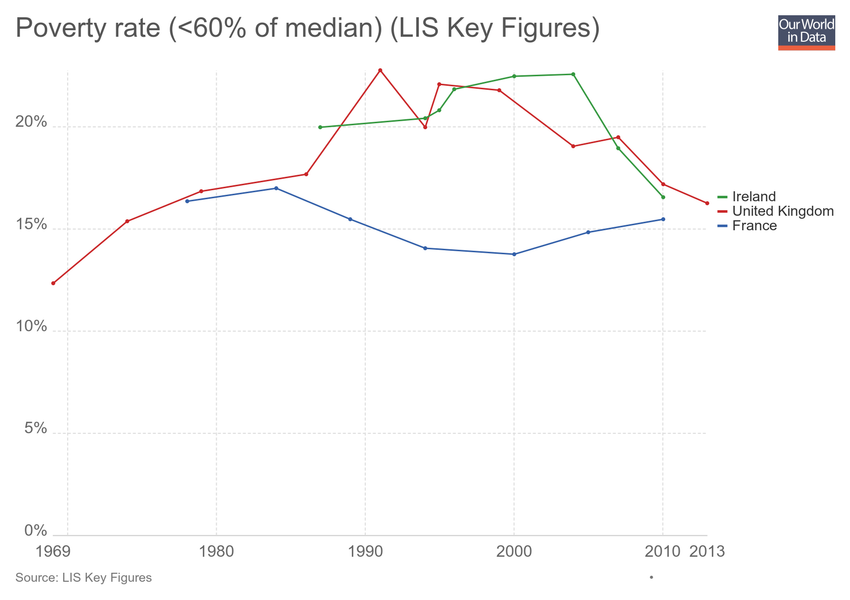 Poverty rate (<60% of median) (LIS Key Figures)
Our World
in Data
20%
15%
10%
5%
0%
1969
1980
1990
2000
2010
2013
Ireland
United Kingdom
France
Source: LIS Key Figures